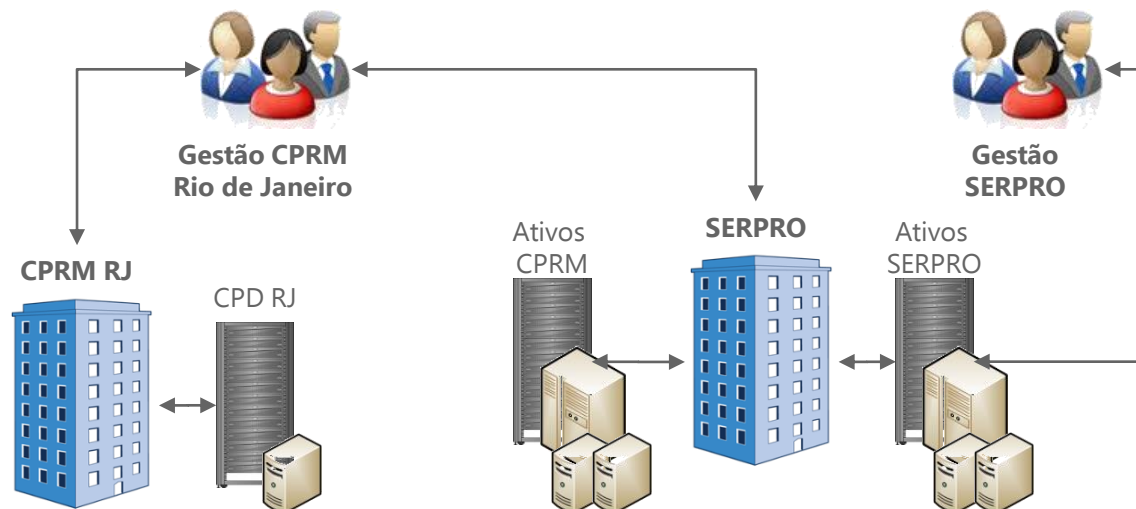 Gestão CPRM
Rio de Janeiro
Gestão
SERPRO
Ativos
CPRM
SERPRO
Ativos
SERPRO
CPRM RJ
CPD RJ